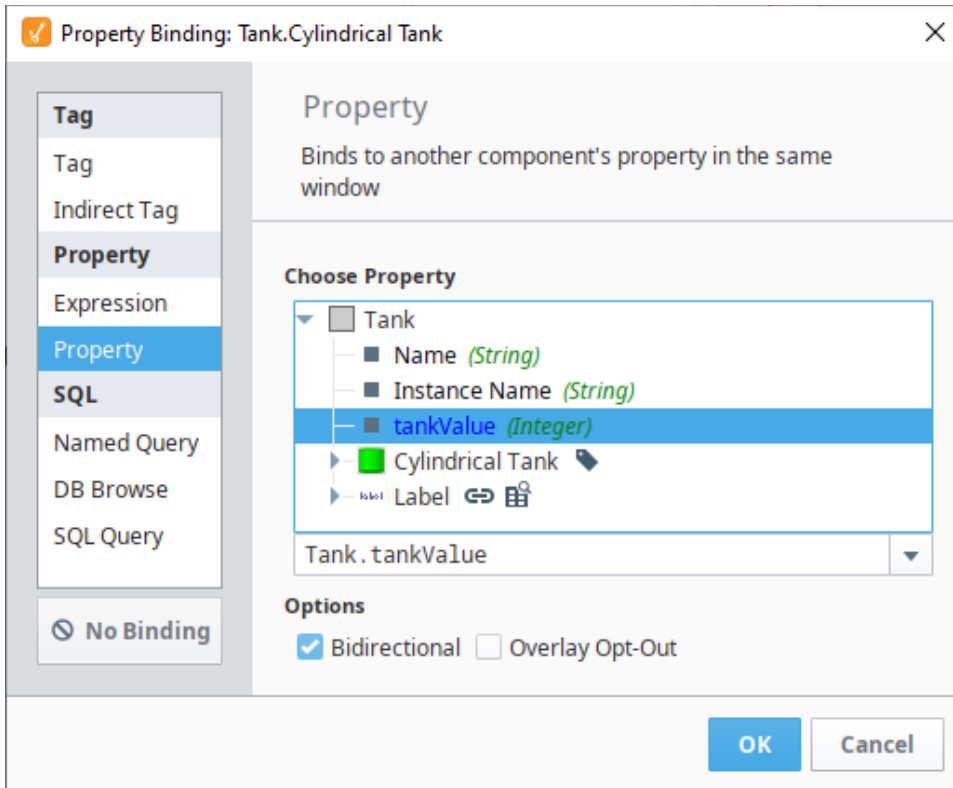 Property Binding: Tank.Cylindrical Tank
Tag
Tag
Indirect Tag
Property
Expression
Property
SQL
Named Query
DB Browse
SQL Query
No Binding
Property
Binds to another component's property in the same
window
Choose Property
Tank
Name (String)
Instance Name (String)
tankValue (Integer)
Cylindrical Tank
label Label
Tank.tankValue
Options
Bidirectional Overlay Opt-Out
OK Cancel